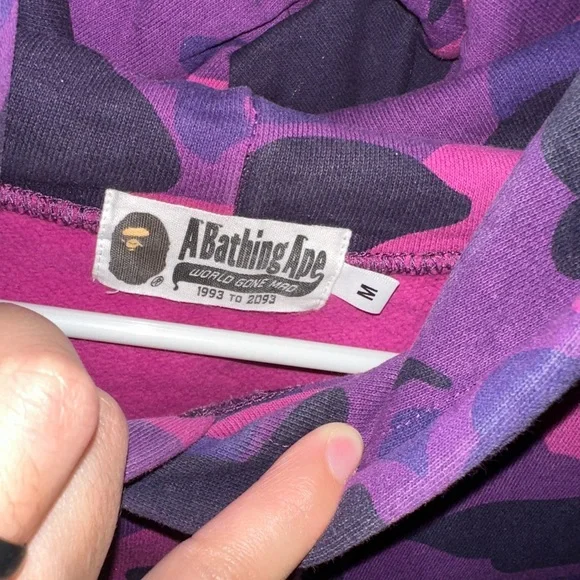 A Bathing Ape
®
WORLD GONE MAD
1993 TO 2093
M